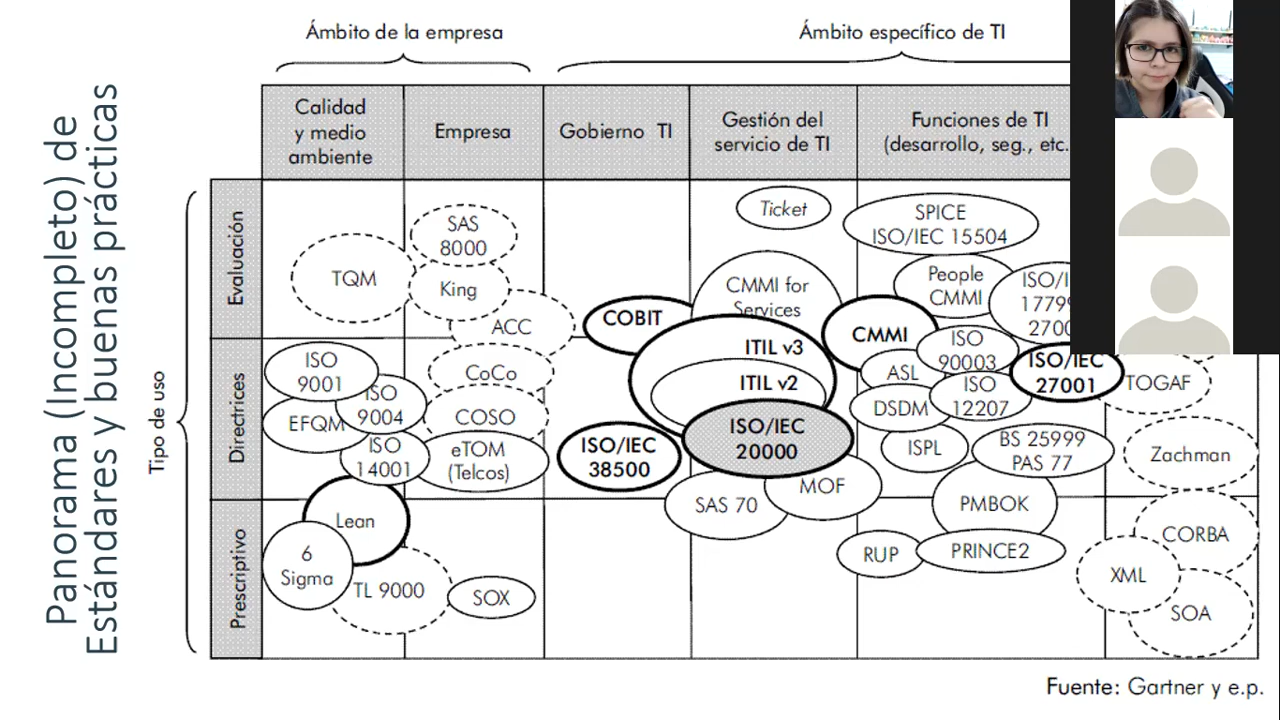 Panorama (Incompleto) de
Estándares y buenas prácticas
Ámbito de la empresa
Ámbito específico de TI
Calidad
y medio
ambiente
Empresa
Gobierno TI
Gestión del
servicio de TI
Funciones de TI
(desarrollo, seg., etc.
Tipo de uso
Evaluación
TQM
SAS
8000
King
ACC
COBIT
Ticket
CMMI for
Services
SPICE
ISO/IEC 15504
People
CMMI
CMMI
ITIL v3
ITIL v2
ISO/IEC
20000
Directrices
ISO
9001
EFQM
ISO
9004
ISO
14001
CoCo
COSO
eTOM
(Telcos)
ISO/IEC
38500
ASL
ISO
90003
DSDM
ISO
12207
ISO/IEC
27001
ISPL
BS 25999
PAS 77
TOGAF
Zachman
Prescriptivo
Lean
6
Sigma
TL 9000
SOX
SAS 70
MOF
PMBOK
RUP
PRINCE2
CORBA
XML
SOA
Fuente: Gartner y e.p.